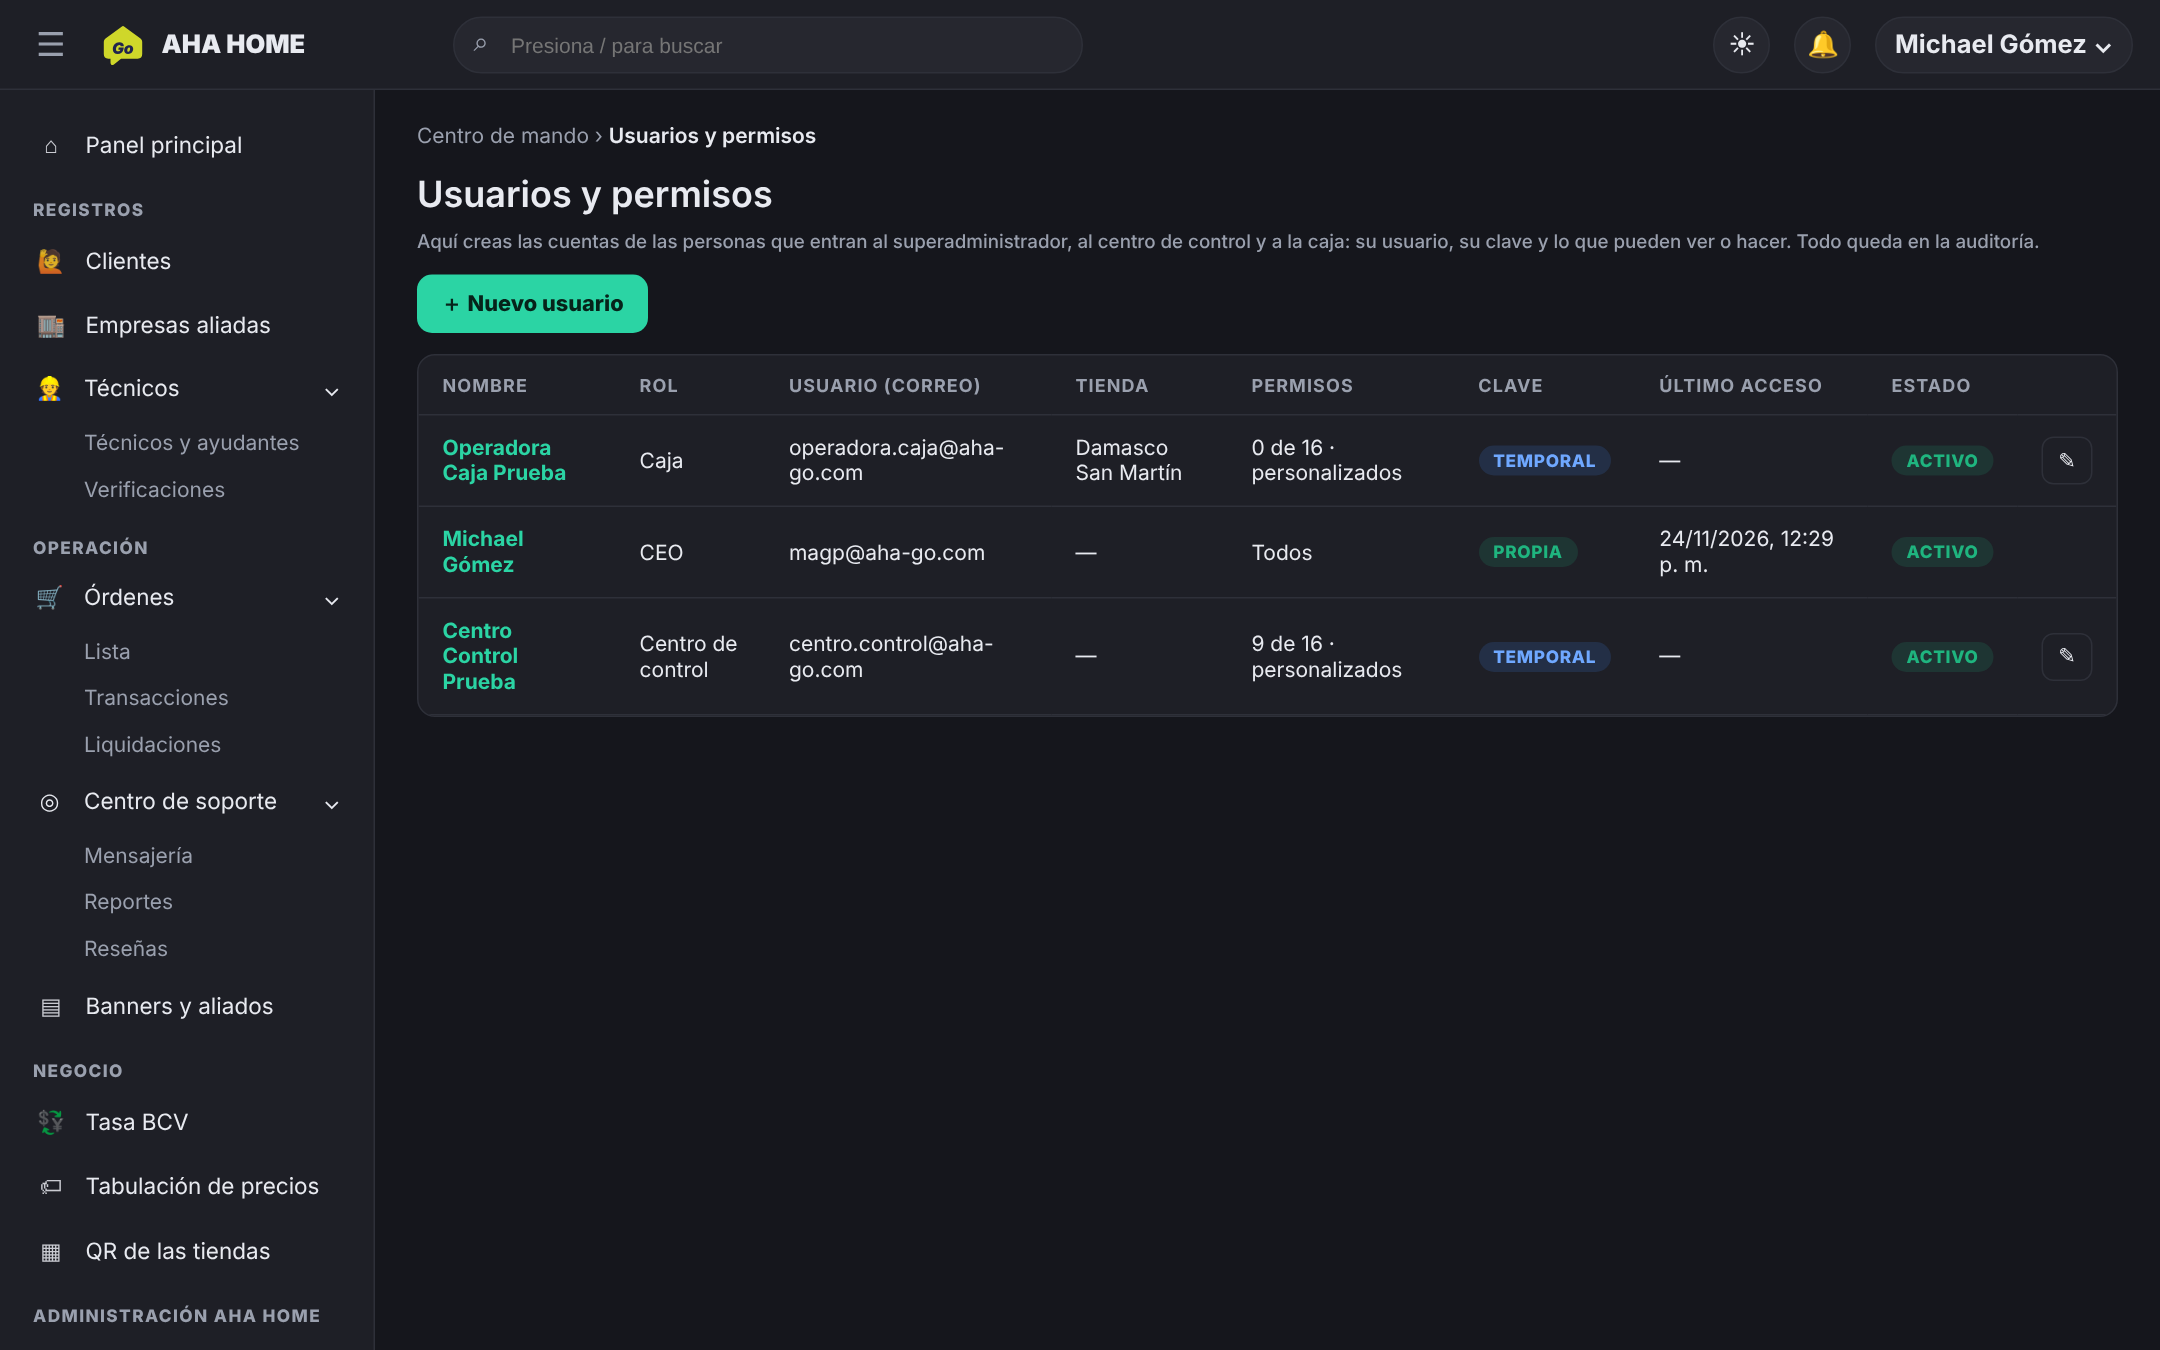 ☰ Go AHA HOME
Presiona / para buscar
Michael Gómez
Panel principal
REGISTROS
Clientes
Empresas aliadas
Técnicos
Técnicos y ayudantes
Verificaciones
OPERACIÓN
Órdenes
Lista
Transacciones
Liquidaciones
Centro de soporte
Mensajería
Reportes
Reseñas
Banners y aliados
NEGOCIO
Tasa BCV
Tabulación de precios
QR de las tiendas
ADMINISTRACIÓN AHA HOME
Centro de mando › Usuarios y permisos
Usuarios y permisos
Aquí creas las cuentas de las personas que entran al superadministrador, al centro de control y a la caja: su usuario, su clave y lo que pueden ver o hacer. Todo queda en la auditoría.
+ Nuevo usuario
NOMBRE ROL USUARIO (CORREO) TIENDA PERMISOS CLAVE ÚLTIMO ACCESO ESTADO
Operadora
Caja Prueba
Caja
operadora.caja@aha-
go.com
Damasco
San Martín
0 de 16 ·
personalizados
TEMPORAL
—
ACTIVO
Michael
Gómez
CEO
magp@aha-go.com
—
Todos
PROPIA
24/11/2026, 12:29
p. m.
ACTIVO
Centro
Control
Prueba
Centro de
control
centro.control@aha-
go.com
—
9 de 16 ·
personalizados
TEMPORAL
—
ACTIVO